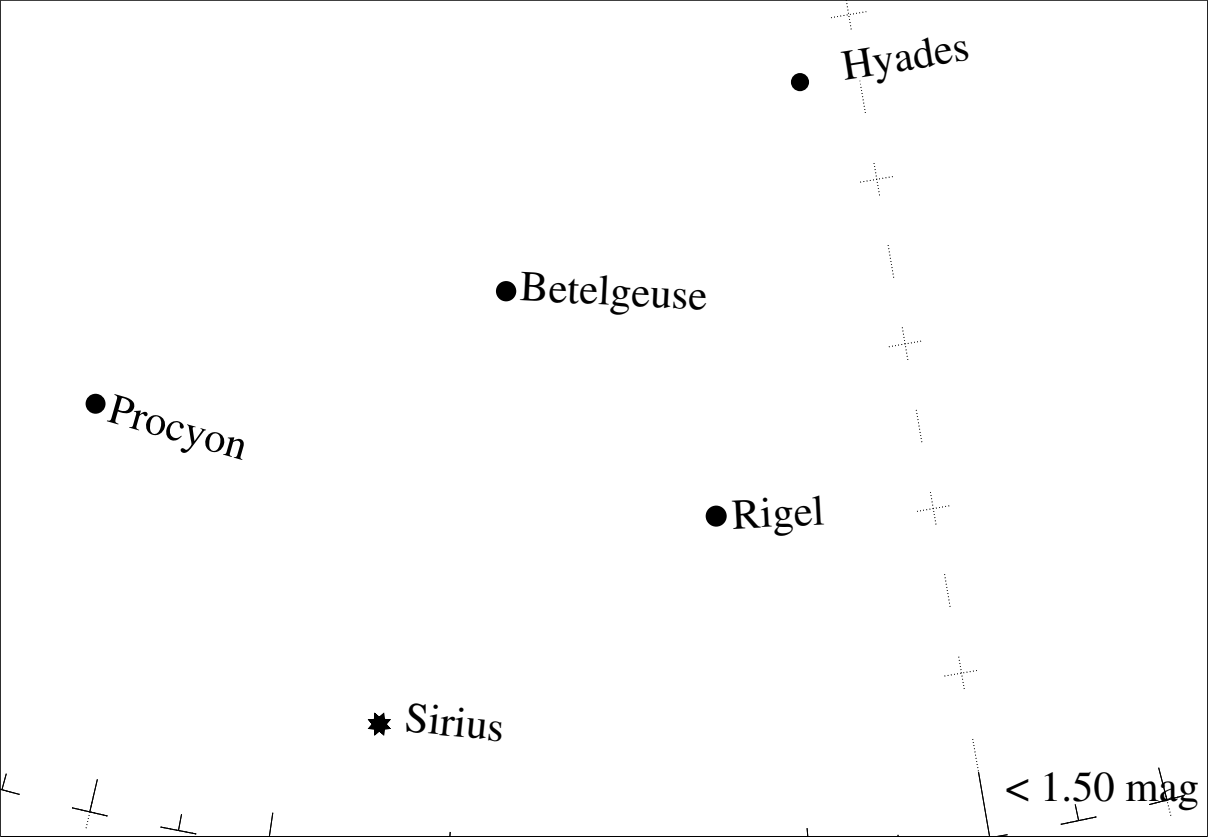 Hyades
Betelgeuse
Procyon
Rigel
Sirius
< 1.50 mag